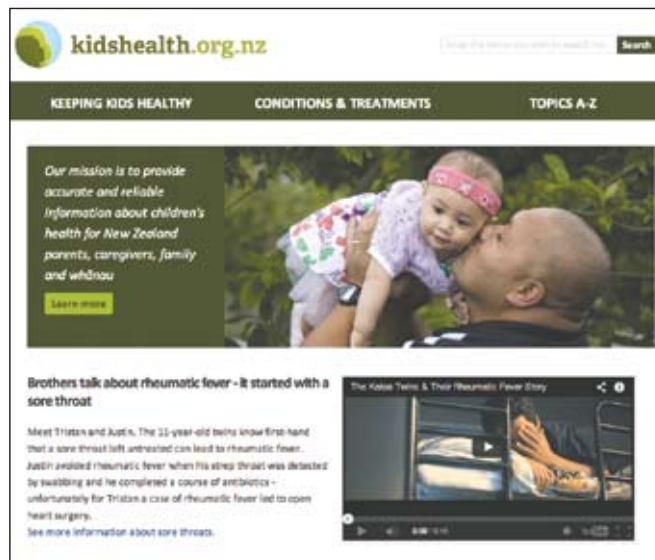 kidshealth.org.nz
Search
KEEPING KIDS HEALTHY
CONDITIONS & TREATMENTS
TOPICS A-Z
Our mission is to provide
accurate and reliable
information about children's
health for New Zealand
parents, caregivers, family
and whānau
Learn more
Brothers talk about rheumatic fever - it started with a
sore throat
Meet Tristan and Justin. The 11-year-old twins know first-hand
that a sore throat left untreated can lead to rheumatic fever.
Justin avoided rheumatic fever when his strep throat was detected
by swabbing and he completed a course of antibiotics -
unfortunately for Tristan a case of rheumatic fever led to open
heart surgery.
See more information about sore throats.
The Twins & Their Rheumatic Fever Story